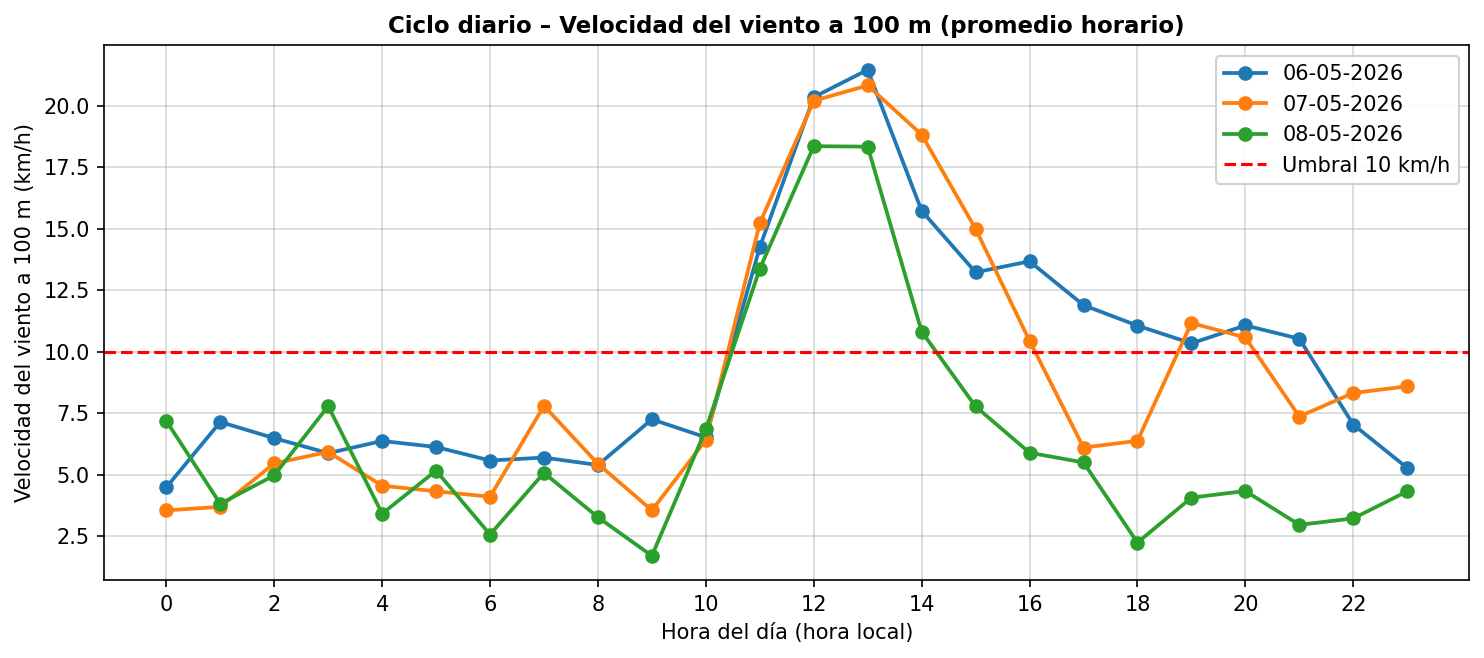 Ciclo diario – Velocidad del viento a 100 m (promedio horario)
06-05-2026
07-05-2026
08-05-2026
Umbral 10 km/h
Velocidad del viento a 100 m (km/h)
20.0
17.5
15.0
12.5
10.0
7.5
5.0
2.5
0 2 4 6 8 10 12 14 16 18 20 22
Hora del día (hora local)